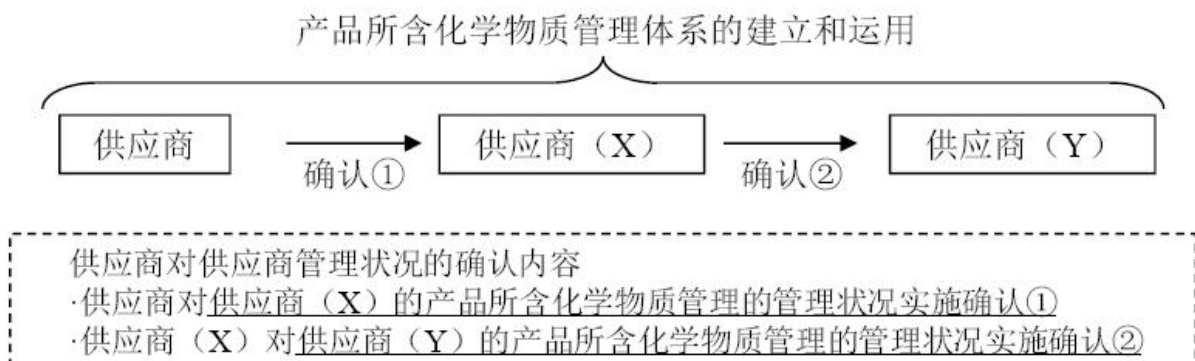 产品所含化学物质管理体系的建立和运用
供应商
确认①
供应商（X）
确认②
供应商（Y）
供应商对供应商管理状况的确认内容
·供应商对供应商（X）的产品所含化学物质管理的管理状况实施确认①
·供应商（X）对供应商（Y）的产品所含化学物质管理的管理状况实施确认②